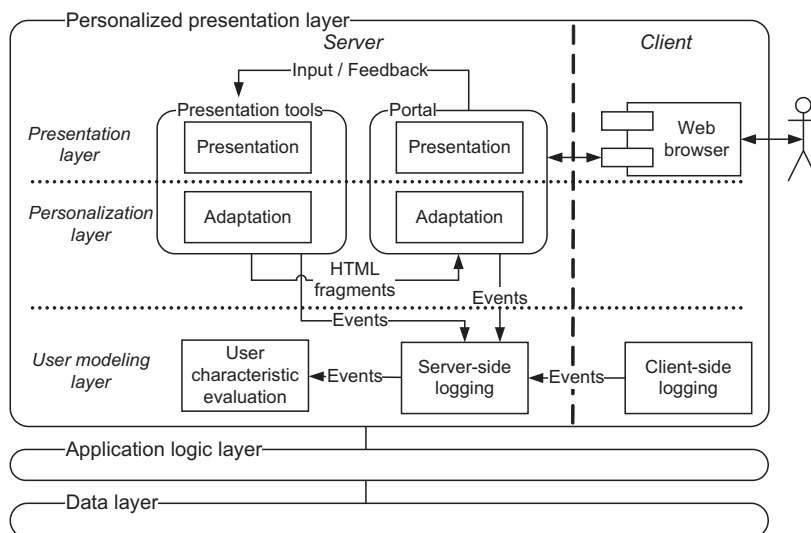 Personalized presentation layer
Server
Client
Input / Feedback
Presentation tools
Portal
Presentation
layer
Presentation
Presentation
Web
browser
Personalization
layer
Adaptation
Adaptation
HTML
fragments
Events
Events
User modeling
layer
User
characteristic
evaluation
Events
Server-side
logging
Events
Client-side
logging
Application logic layer
Data layer